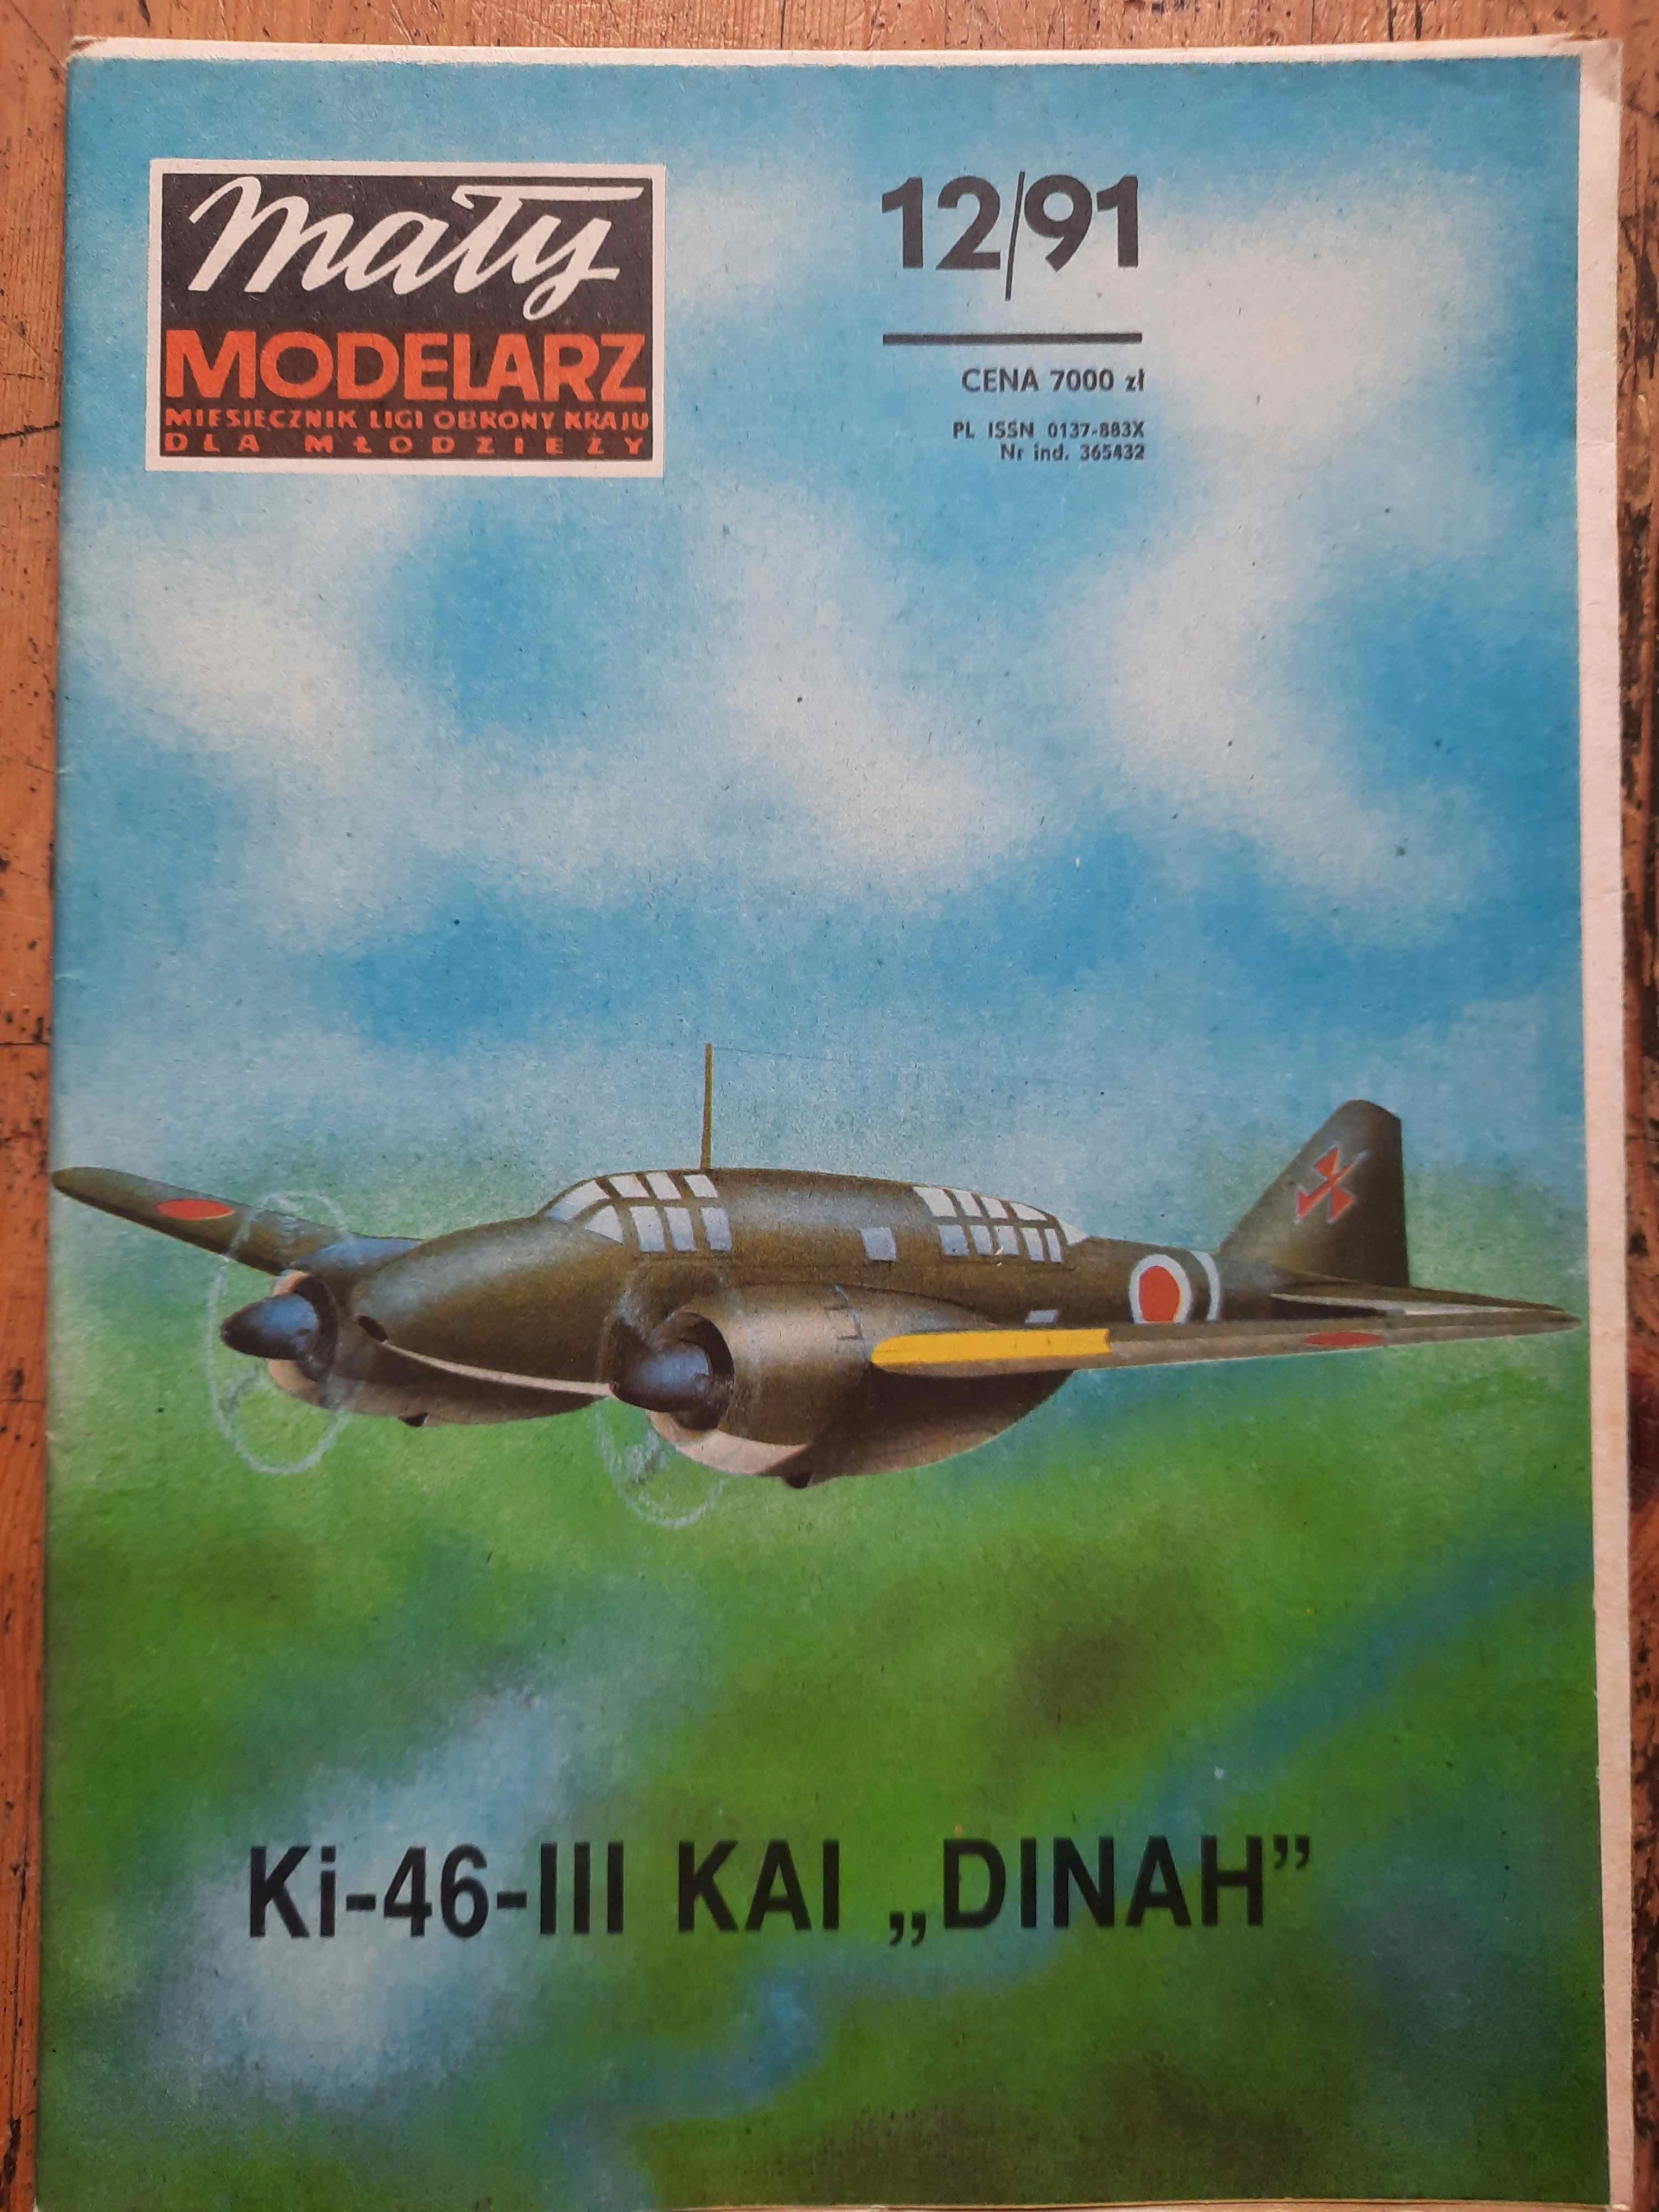 mały
MODELARZ
MIESIĘCZNIK LIGI OBRONY KRAJU
DLA MŁODZIEŻY
12/91
CENA 7000 zł
PL ISSN 0137-883X
Nr ind. 365432
Ki-46-III KAI „DINAH”